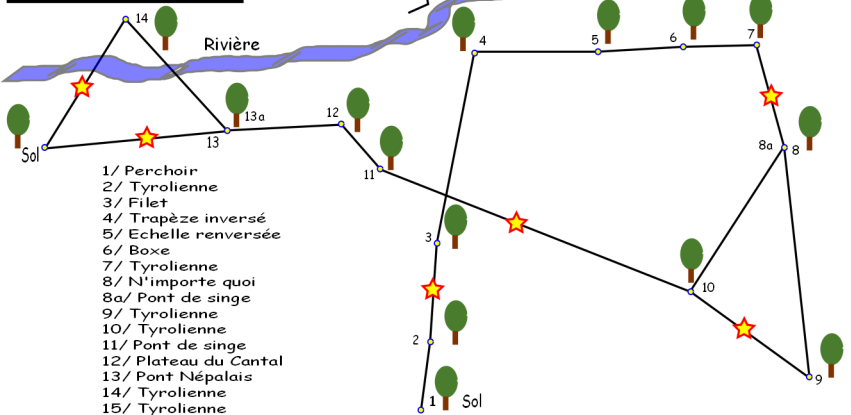 14
Rivière
4
5
6
7
13a
12
13
Sol
11
8a
8
1/ Perchoir
2/ Tyrolienne
3/ Filet
4/ Trapèze inversé
5/ Echelle renversée
6/ Boxe
7/ Tyrolienne
8/ N'importe quoi
8a/ Pont de singe
9/ Tyrolienne
10/ Tyrolienne
11/ Pont de singe
12/ Plateau du Cantal
13/ Pont Népalais
14/ Tyrolienne
15/ Tyrolienne
3
10
2
9
1 Sol